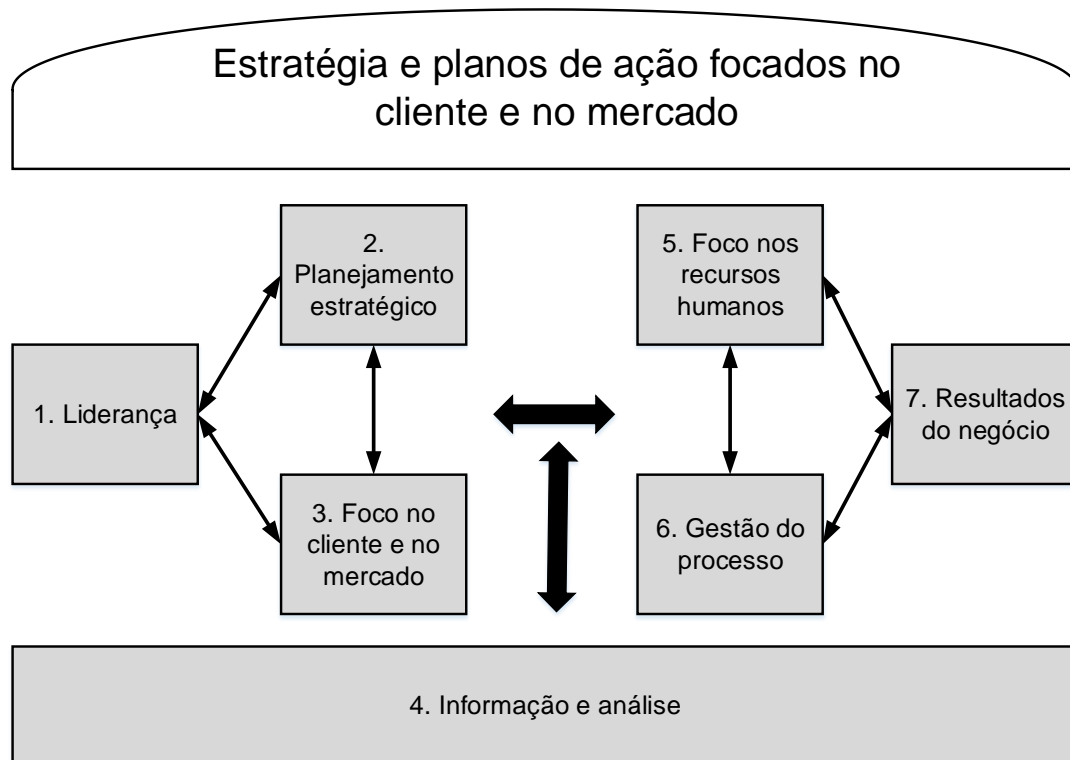 Estratégia e planos de ação focados no
cliente e no mercado
2.
Planejamento
estratégico
5. Foco nos
recursos
humanos
1. Liderança
7. Resultados
do negócio
3. Foco no
cliente e no
mercado
6. Gestão do
processo
4. Informação e análise